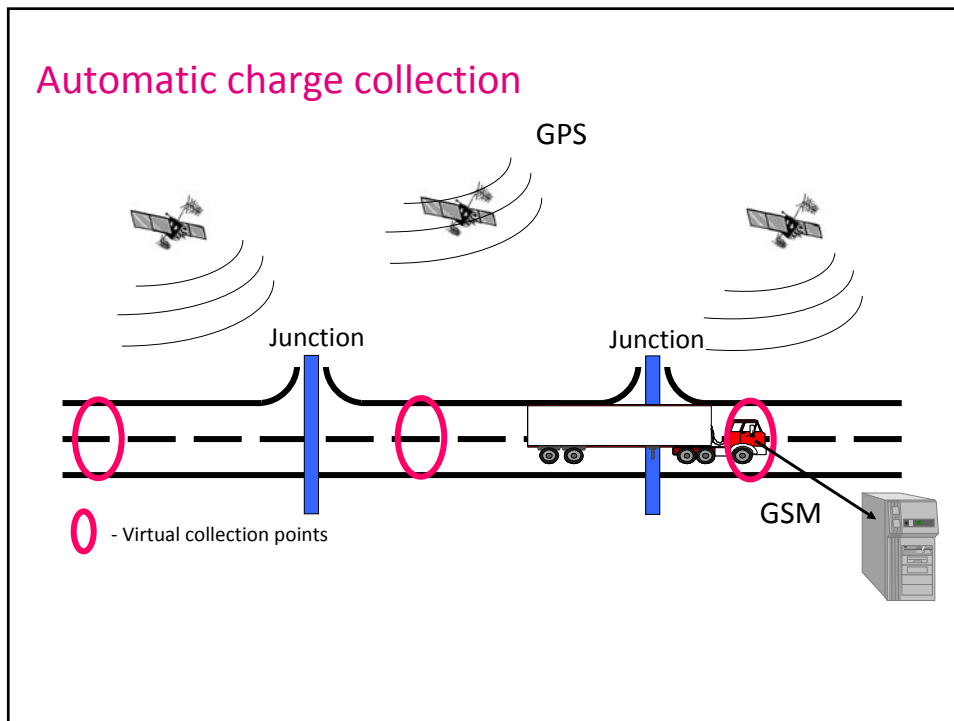 Automatic charge collection
GPS
Junction
Junction
GSM
- Virtual collection points